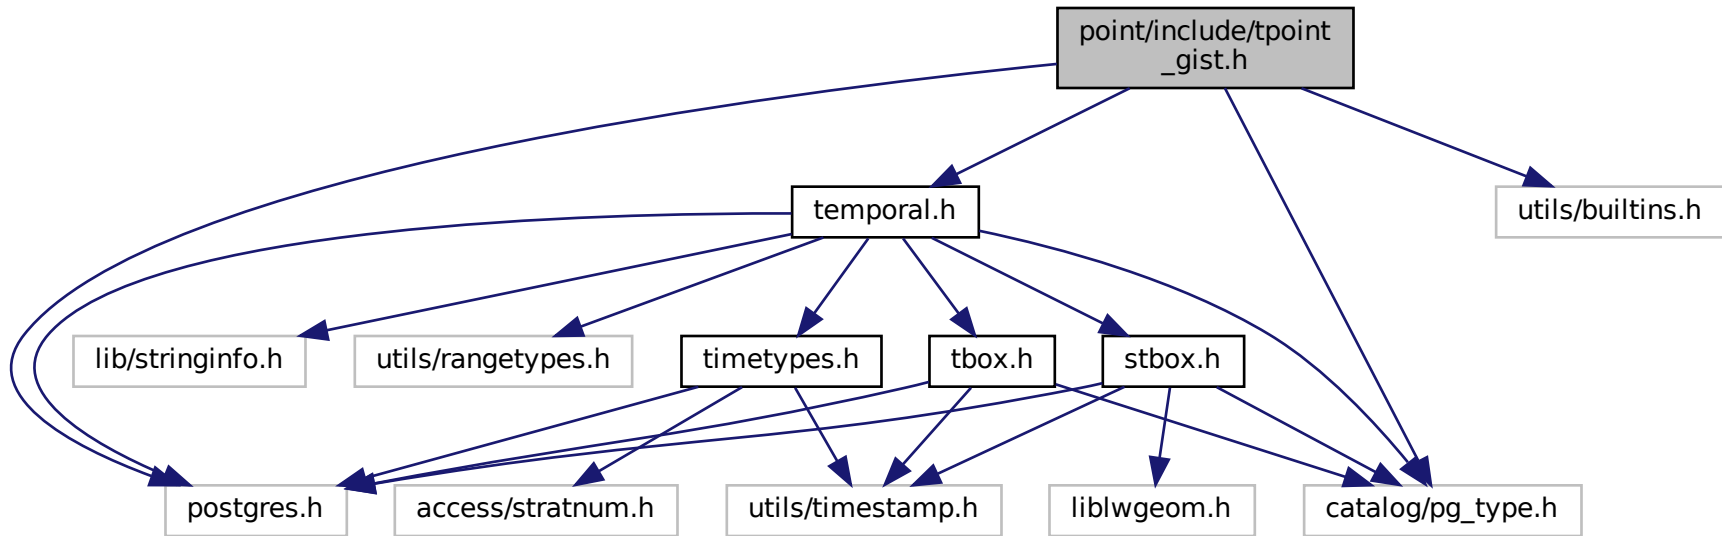 point/include/tpoint
_gist.h
temporal.h
utils/builtins.h
lib/stringinfo.h
utils/rangetypes.h
timetypes.h
tbox.h
stbox.h
postgres.h
access/stratnum.h
utils/timestamp.h
liblwgeom.h
catalog/pg_type.h